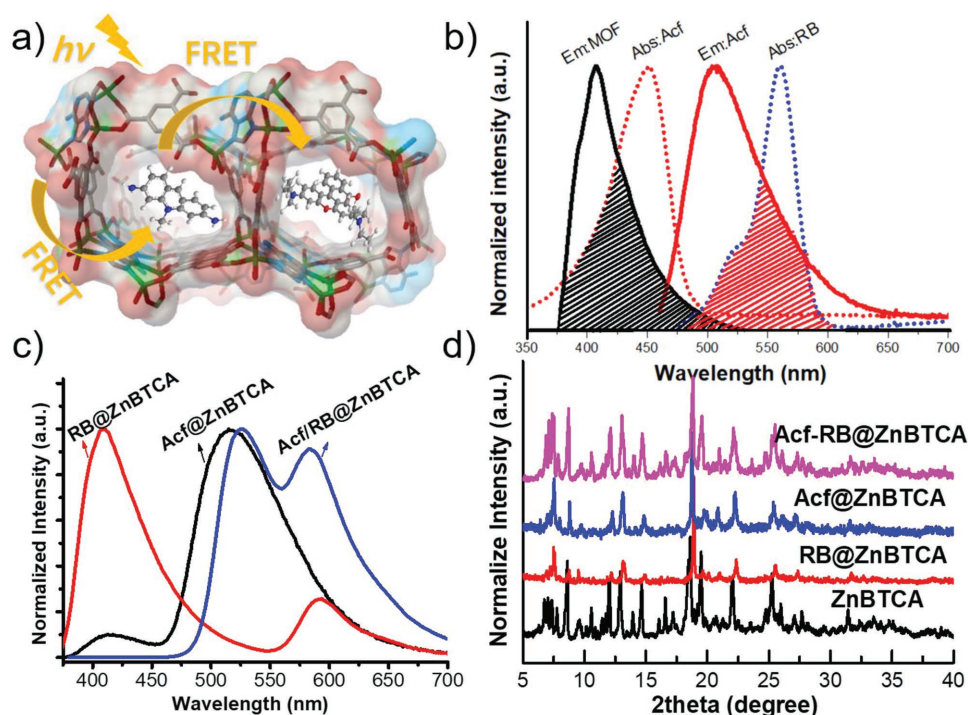 a)
hν
FRET
FRET
b)
Em:MOF
Abs:Acf
Em:Acf
Abs:RB
Normalized intensity (a.u.)
350 400 450 500 550 600 650 700
Wavelength (nm)
c)
RB@ZnBTCA
Acf@ZnBTCA
Acf/RB@ZnBTCA
Normalized Intensity (a.u.)
400 450 500 550 600 650 700
Wavelength (nm)
d)
Acf-RB@ZnBTCA
Acf@ZnBTCA
RB@ZnBTCA
ZnBTCA
Normalize Intensity (a.u.)
5 10 15 20 25 30 35 40
2theta (degree)